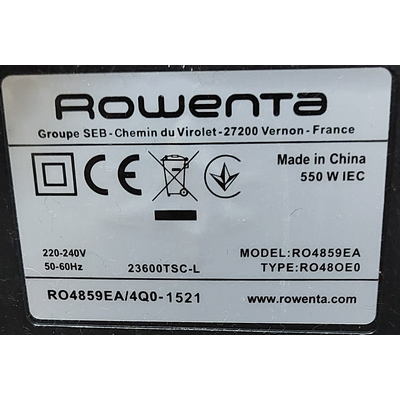 Rowenta
Groupe SEB-Chemin du Virolet-27200 Vernon-France
CE
Made in China
550 W IEC
220-240V
50-60Hz
23600TSC-L
MODEL:RO4859EA
TYPE:RO48OE0
RO4859EA/4Q0-1521
www.rowenta.com